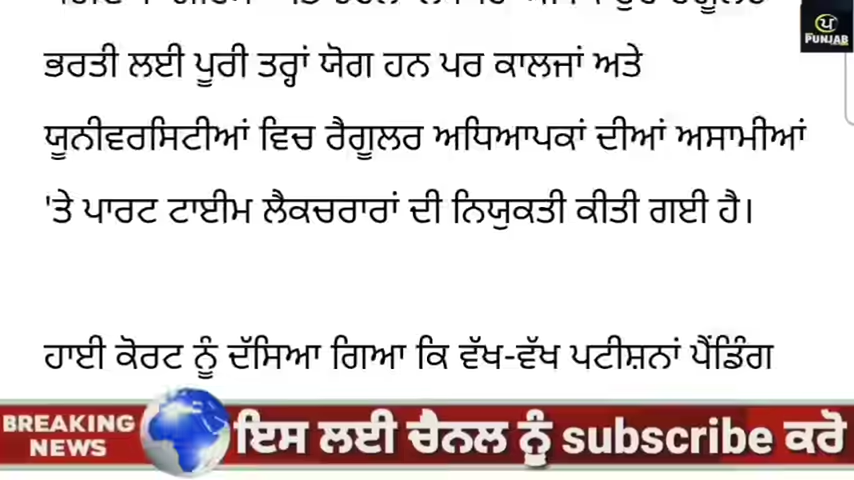 ਪ
PUNJAB
ਭਰਤੀ ਲਈ ਪੂਰੀ ਤਰ੍ਹਾਂ ਯੋਗ ਹਨ ਪਰ ਕਾਲਜਾਂ ਅਤੇ
ਯੂਨੀਵਰਸਿਟੀਆਂ ਵਿਚ ਰੈਗੂਲਰ ਅਧਿਆਪਕਾਂ ਦੀਆਂ ਅਸਾਮੀਆਂ
'ਤੇ ਪਾਰਟ ਟਾਈਮ ਲੈਕਚਰਾਰਾਂ ਦੀ ਨਿਯੁਕਤੀ ਕੀਤੀ ਗਈ ਹੈ।
ਹਾਈ ਕੋਰਟ ਨੂੰ ਦੱਸਿਆ ਗਿਆ ਕਿ ਵੱਖ-ਵੱਖ ਪਟੀਸ਼ਨਾਂ ਪੈਂਡਿੰਗ
BREAKING
NEWS
ਇਸ ਲਈ ਚੈਨਲ ਨੂੰ subscribe ਕਰੋ